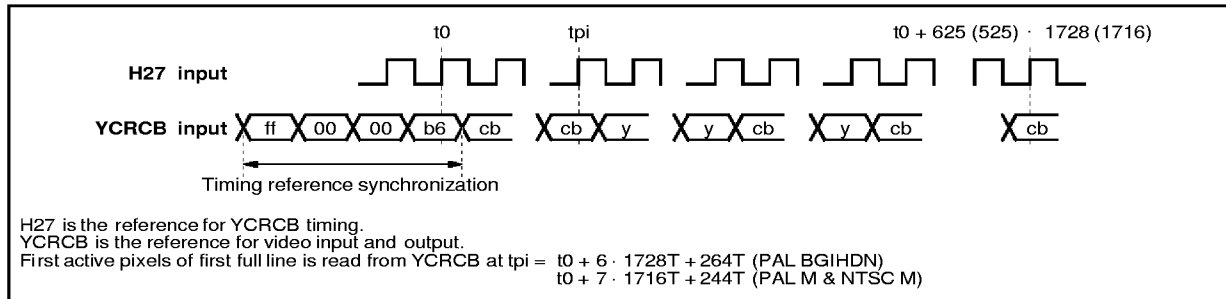 t0 tpi t0 + 625 (525) · 1728 (1716)
H27 input
YCRCB input ff 00 00 b6 cb cb y y cb y cb cb
Timing reference synchronization
H27 is the reference for YCRCB timing.
YCRCB is the reference for video input and output.
First active pixels of first full line is read from YCRCB at tpi = t0 + 6 · 1728T + 264T (PAL BGIHDN)
t0 + 7 · 1716T + 244T (PAL M & NTSC M)